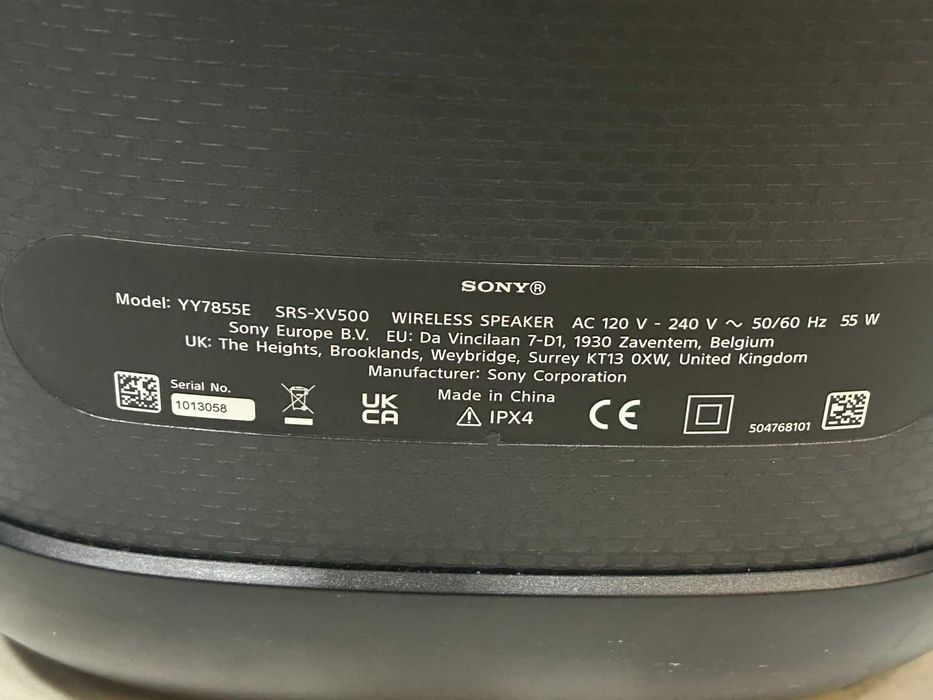 SONY®
Model: YY7855E SRS-XV500 WIRELESS SPEAKER AC 120 V - 240 V ~ 50/60 Hz 55 W
Sony Europe B.V. EU: Da Vincilaan 7-D1, 1930 Zaventem, Belgium
UK: The Heights, Brooklands, Weybridge, Surrey KT13 0XW, United Kingdom
Manufacturer: Sony Corporation
Serial No.
1013058
UK
CA
Made in China
IPX4
CE
504768101